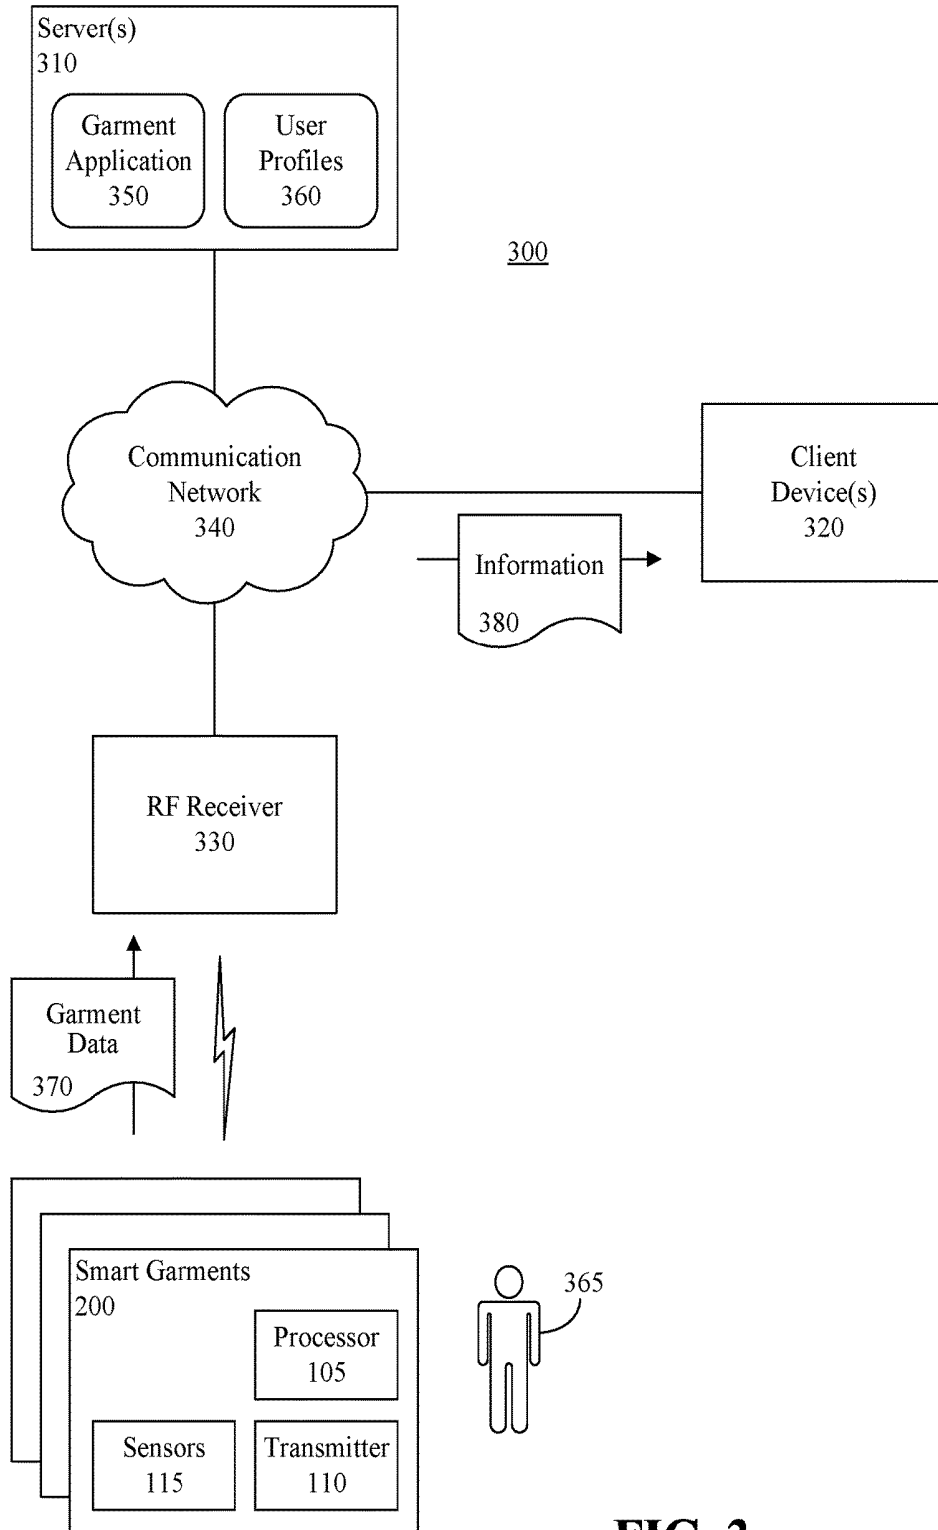 Server(s)
310
Garment
Application
350
User
Profiles
360
300
Communication
Network
340
Client
Device(s)
320
Information
380
RF Receiver
330
Garment
Data
370
Smart Garments
200
Processor
105
Sensors
115
Transmitter
110
365